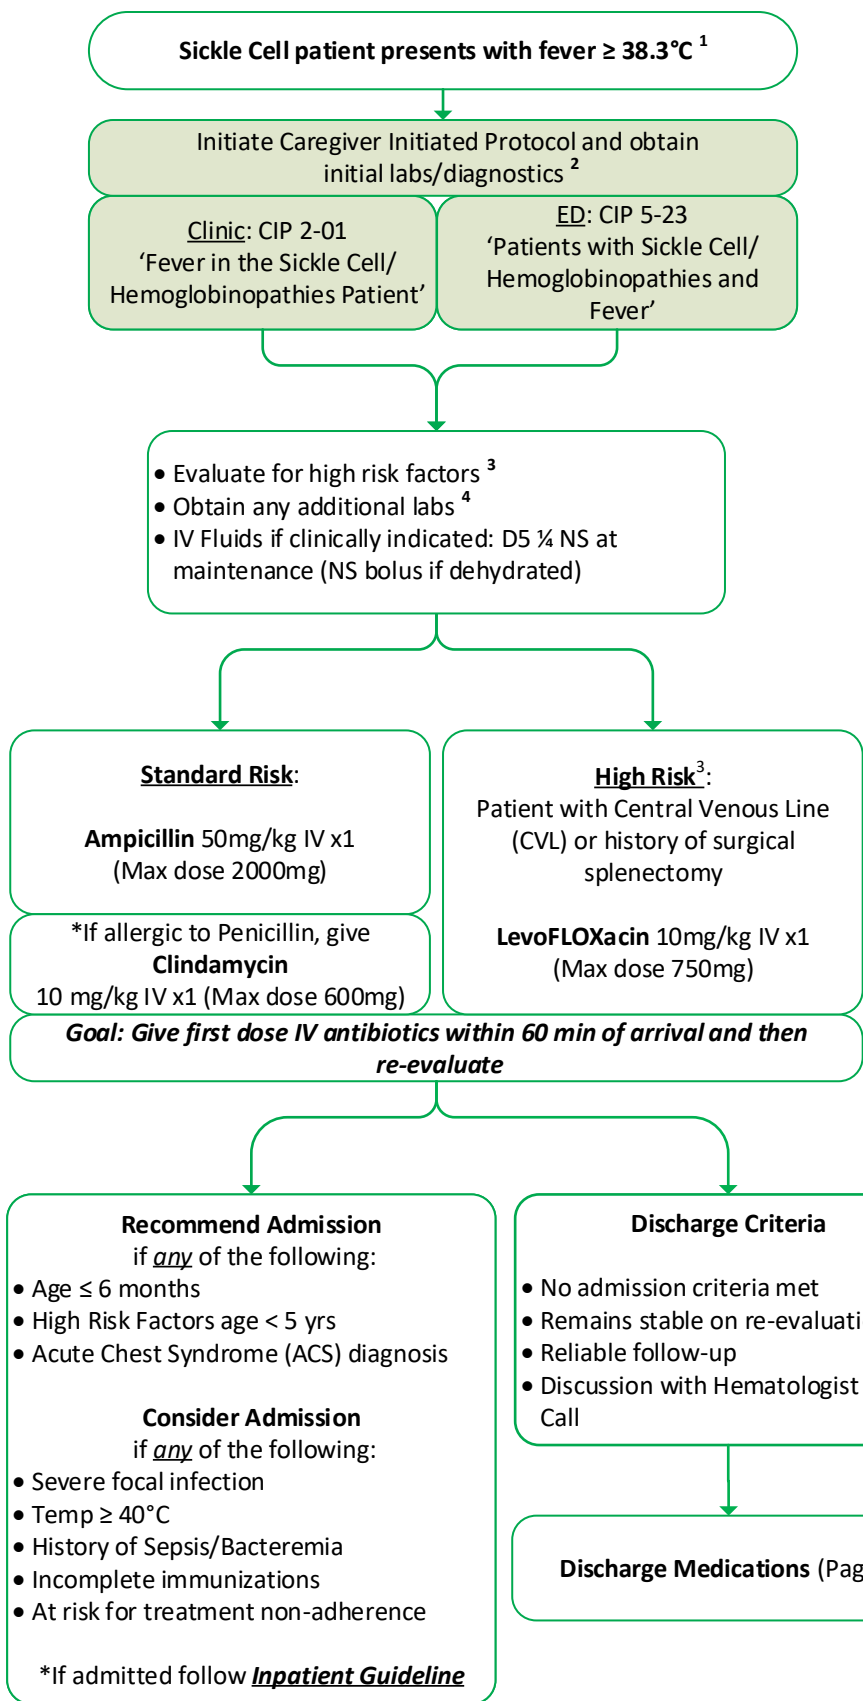 Sickle Cell patient presents with fever ≥ 38.3°C 1
Initiate Caregiver Initiated Protocol and obtain
initial labs/diagnostics 2
Clinic: CIP 2-01
‘Fever in the Sickle Cell/
Hemoglobinopathies Patient’
ED: CIP 5-23
‘Patients with Sickle Cell/
Hemoglobinopathies and
Fever’
• Evaluate for high risk factors 3
• Obtain any additional labs 4
• IV Fluids if clinically indicated: D5 ¼ NS at
maintenance (NS bolus if dehydrated)
Standard Risk:
Ampicillin 50mg/kg IV x1
(Max dose 2000mg)
*If allergic to Penicillin, give
Clindamycin
10 mg/kg IV x1 (Max dose 600mg)
High Risk3:
Patient with Central Venous Line
(CVL) or history of surgical
splenectomy
LevoFLOXacin 10mg/kg IV x1
(Max dose 750mg)
Goal: Give first dose IV antibiotics within 60 min of arrival and then
re-evaluate
Recommend Admission
if any of the following:
• Age ≤ 6 months
• High Risk Factors age < 5 yrs
• Acute Chest Syndrome (ACS) diagnosis
Consider Admission
if any of the following:
• Severe focal infection
• Temp ≥ 40°C
• History of Sepsis/Bacteremia
• Incomplete immunizations
• At risk for treatment non-adherence
*If admitted follow Inpatient Guideline
Discharge Criteria
• No admission criteria met
• Remains stable on re-evaluati
• Reliable follow-up
• Discussion with Hematologist
Call
Discharge Medications (Pag